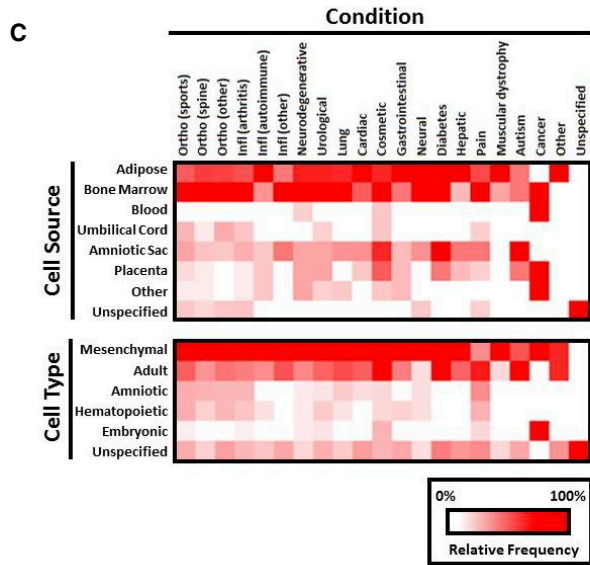 C
Condition
Ortho (sports)
Ortho (spine)
Ortho (other)
Infl (arthritis)
Infl (autoimmune)
Infl (other)
Neurodegenerative
Urological
Lung
Cardiac
Cosmetic
Gastrointestinal
Neural
Diabetes
Hepatic
Pain
Muscular dystrophy
Autism
Cancer
Other
Unspecified
Cell Source
Adipose
Bone Marrow
Blood
Umbilical Cord
Amniotic Sac
Placenta
Other
Unspecified
Cell Type
Mesenchymal
Adult
Amniotic
Hematopoietic
Embryonic
Unspecified
0% 100%
Relative Frequency